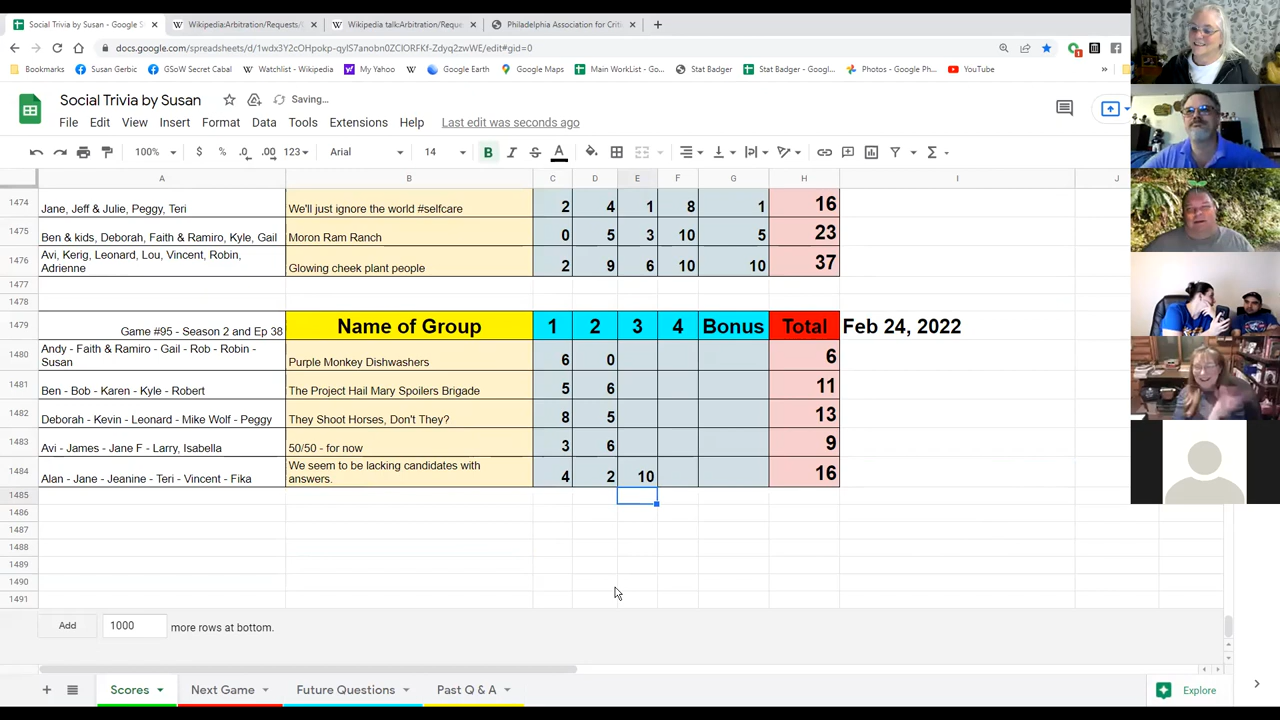 Social Trivia by Susan - Google S
Wikipedia:Arbitration/Requests/
Wikipedia talk:Arbitration/Reque
Philadelphia Association for Criti
docs.google.com/spreadsheets/d/1wdx3Y2cOHpokp-qyIS7anobn0ZClORFKf-Zdyq2zwWE/edit#gid=0
Bookmarks Susan Gerbic GSoW Secret Cabal Watchlist - Wikipedia My Yahoo Google Earth Google Maps Main WorkList - Go... Stat Badger Stat Badger - Googl... Photos - Google Ph... YouTube
Social Trivia by Susan Saving...
File Edit View Insert Format Data Tools Extensions Help Last edit was seconds ago
100% $ % .0 .00 123 Arial 14 B I S A
A B C D E F G H I J
1474 Jane, Jeff & Julie, Peggy, Teri We'll just ignore the world #selfcare 2 4 1 8 1 16
1475 Ben & kids, Deborah, Faith & Ramiro, Kyle, Gail Moron Ram Ranch 0 5 3 10 5 23
1476 Avi, Kerig, Leonard, Lou, Vincent, Robin,
Adrienne Glowing cheek plant people 2 9 6 10 10 37
1477
1478
1479 Game #95 - Season 2 and Ep 38 Name of Group 1 2 3 4 Bonus Total Feb 24, 2022
1480 Andy - Faith & Ramiro - Gail - Rob - Robin -
Susan Purple Monkey Dishwashers 6 0 6
1481 Ben - Bob - Karen - Kyle - Robert The Project Hail Mary Spoilers Brigade 5 6 11
1482 Deborah - Kevin - Leonard - Mike Wolf - Peggy They Shoot Horses, Don't They? 8 5 13
1483 Avi - James - Jane F - Larry, Isabella 50/50 - for now 3 6 9
1484 Alan - Jane - Jeanine - Teri - Vincent - Fika We seem to be lacking candidates with
answers. 4 2 10 16
1485
1486
1487
1488
1489
1490
1491
Add 1000 more rows at bottom.
Scores Next Game Future Questions Past Q & A Explore